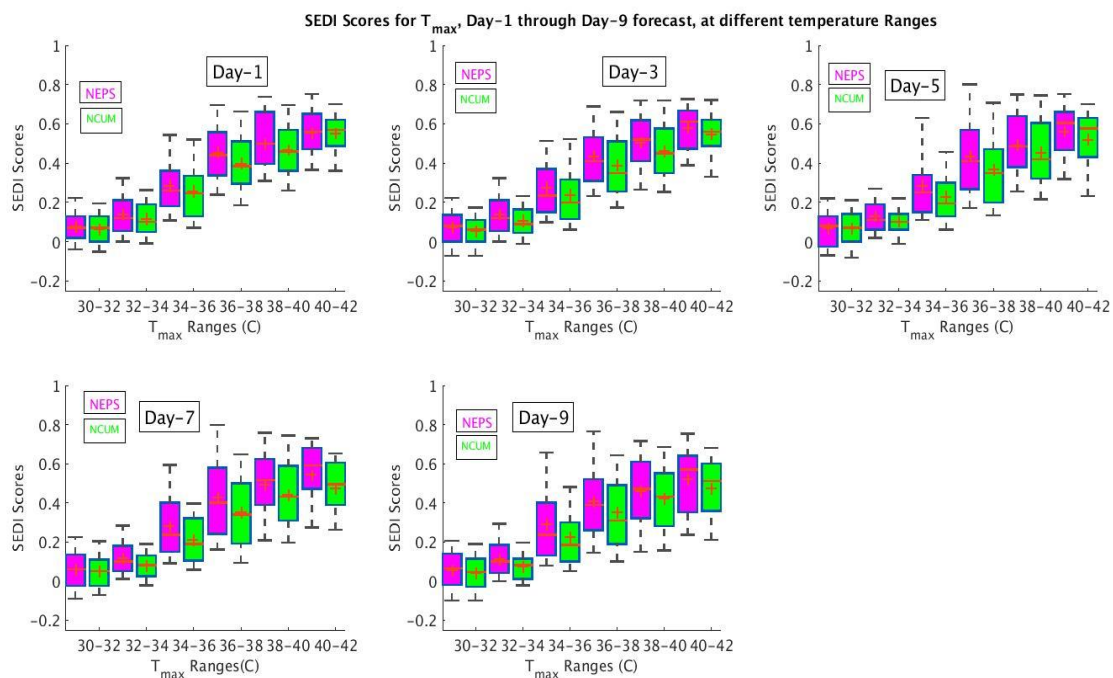 SEDI Scores for Tmax, Day-1 through Day-9 forecast, at different temperature Ranges
1
0.8
0.6
0.4
0.2
0
-0.2
SEDI Scores
NEPS
NCUM
Day-1
30-32 32-34 34-36 36-38 38-40 40-42
Tmax Ranges (C)
1
0.8
0.6
0.4
0.2
0
-0.2
SEDI Scores
NEPS
NCUM
Day-3
30-32 32-34 34-36 36-38 38-40 40-42
Tmax Ranges (C)
1
0.8
0.6
0.4
0.2
0
-0.2
SEDI Scores
NEPS
NCUM
Day-5
30-32 32-34 34-36 36-38 38-40 40-42
Tmax Ranges (C)
1
0.8
0.6
0.4
0.2
0
-0.2
SEDI Scores
NEPS
NCUM
Day-7
30-32 32-34 34-36 36-38 38-40 40-42
Tmax Ranges(C)
1
0.8
0.6
0.4
0.2
0
-0.2
SEDI Scores
NEPS
NCUM
Day-9
30-32 32-34 34-36 36-38 38-40 40-42
Tmax Ranges (C)